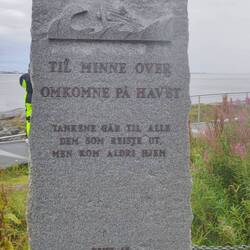 TIL MINNE OVER
OMKOMNE PÅ HAVET
TANKENE GÅR TIL ALLE
DEM SOM REISTE UT,
MEN KOM ALDRI HJEM